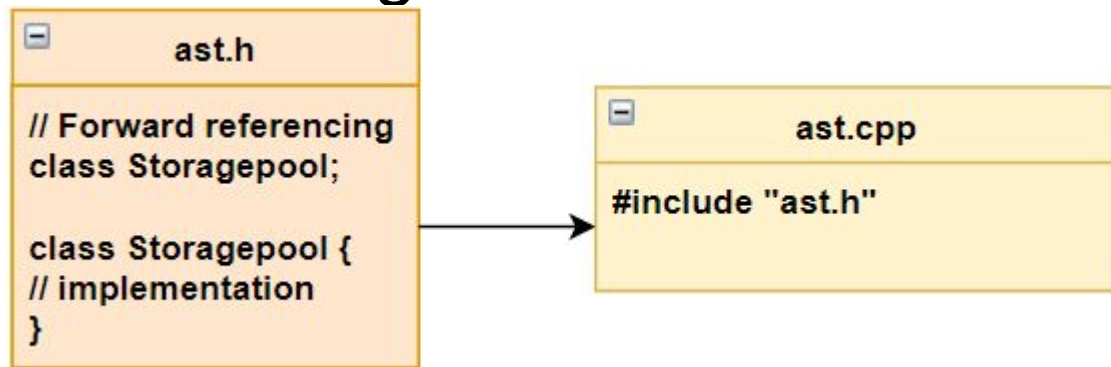 ast.h
// Forward referencing
class Storagepool;
class Storagepool {
// implementation
}
ast.cpp
#include "ast.h"